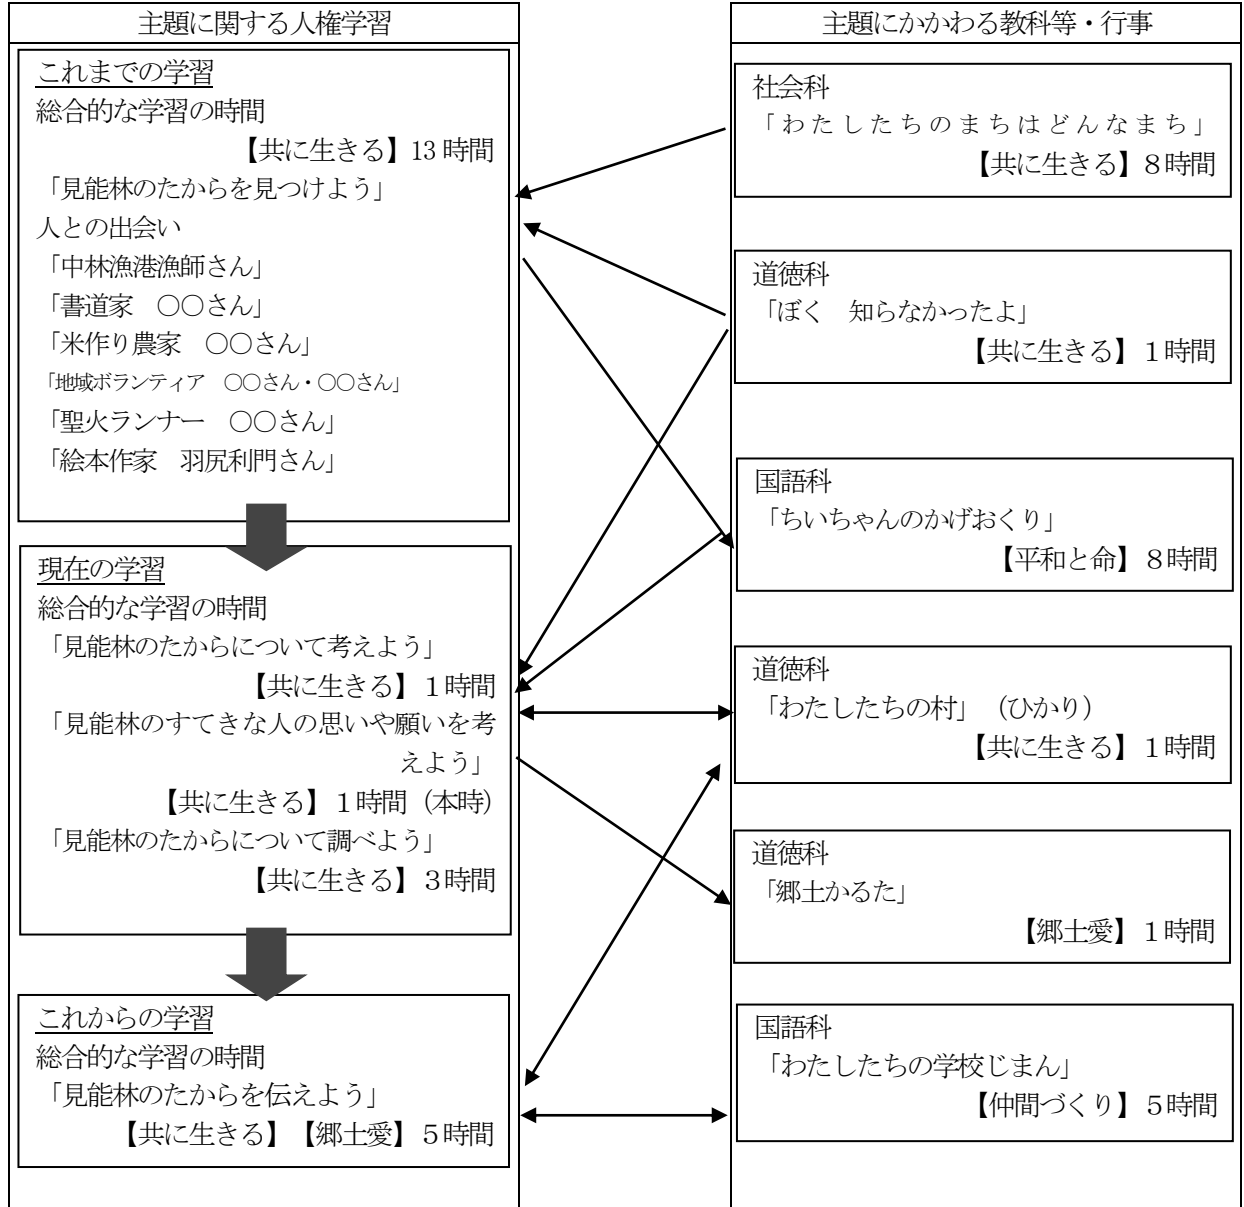 主題に関する人権学習
これまでの学習
総合的な学習の時間
【共に生きる】13時間
「見能林のたからを見つけよう」
人との出会い
「中林漁港漁師さん」
「書道家　〇〇さん」
「米作り農家　〇〇さん」
「地域ボランティア　〇〇さん・〇〇さん」
「聖火ランナー　〇〇さん」
「絵本作家　羽尻利門さん」
現在の学習
総合的な学習の時間
「見能林のたからについて考えよう」
【共に生きる】１時間
「見能林のすてきな人の思いや願いを考
えよう」
【共に生きる】１時間（本時）
「見能林のたからについて調べよう」
【共に生きる】３時間
これからの学習
総合的な学習の時間
「見能林のたからを伝えよう」
【共に生きる】【郷土愛】５時間
主題にかかわる教科等・行事
社会科
「わたしたちのまちはどんなまち」
【共に生きる】８時間
道徳科
「ぼく　知らなかったよ」
【共に生きる】１時間
国語科
「ちいちゃんのかげおくり」
【平和と命】８時間
道徳科
「わたしたちの村」（ひかり）
【共に生きる】１時間
道徳科
「郷土かるた」
【郷土愛】１時間
国語科
「わたしたちの学校じまん」
【仲間づくり】５時間